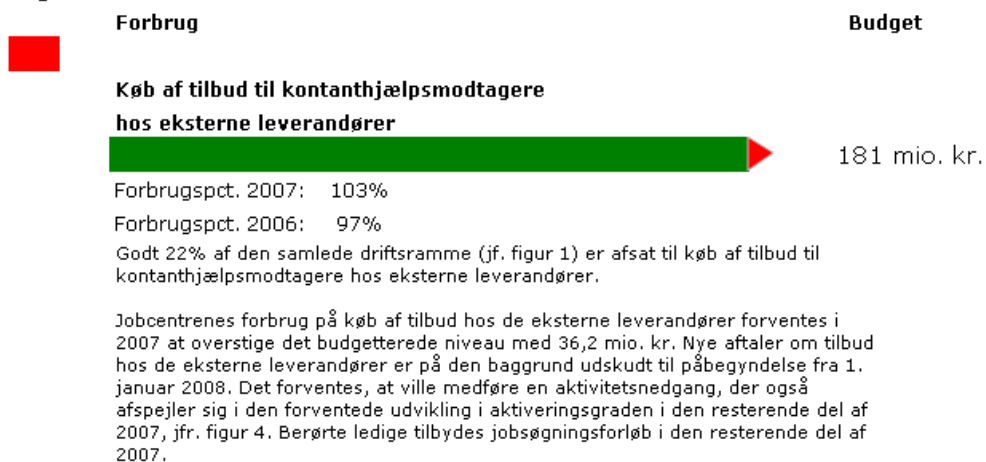 Forbrug Budget
Køb af tilbud til kontanthjælpsmodtagere
hos eksterne leverandører
181 mio. kr.
Forbrugspct. 2007: 103%
Forbrugspct. 2006: 97%
Godt 22% af den samlede driftsramme (jf. figur 1) er afsat til køb af tilbud til
kontanthjælpsmodtagere hos eksterne leverandører.
Jobcentrenes forbrug på køb af tilbud hos de eksterne leverandører forventes i
2007 at overstige det budgetterede niveau med 36,2 mio. kr. Nye aftaler om tilbud
hos de eksterne leverandører er på den baggrund udskudt til påbegyndelse fra 1.
januar 2008. Det forventes, at ville medføre en aktivitetsnedgang, der også
afspejler sig i den forventede udvikling i aktiveringsgraden i den resterende del af
2007, jfr. figur 4. Berørte ledige tilbydes jobsøgningsforløb i den resterende del af
2007.